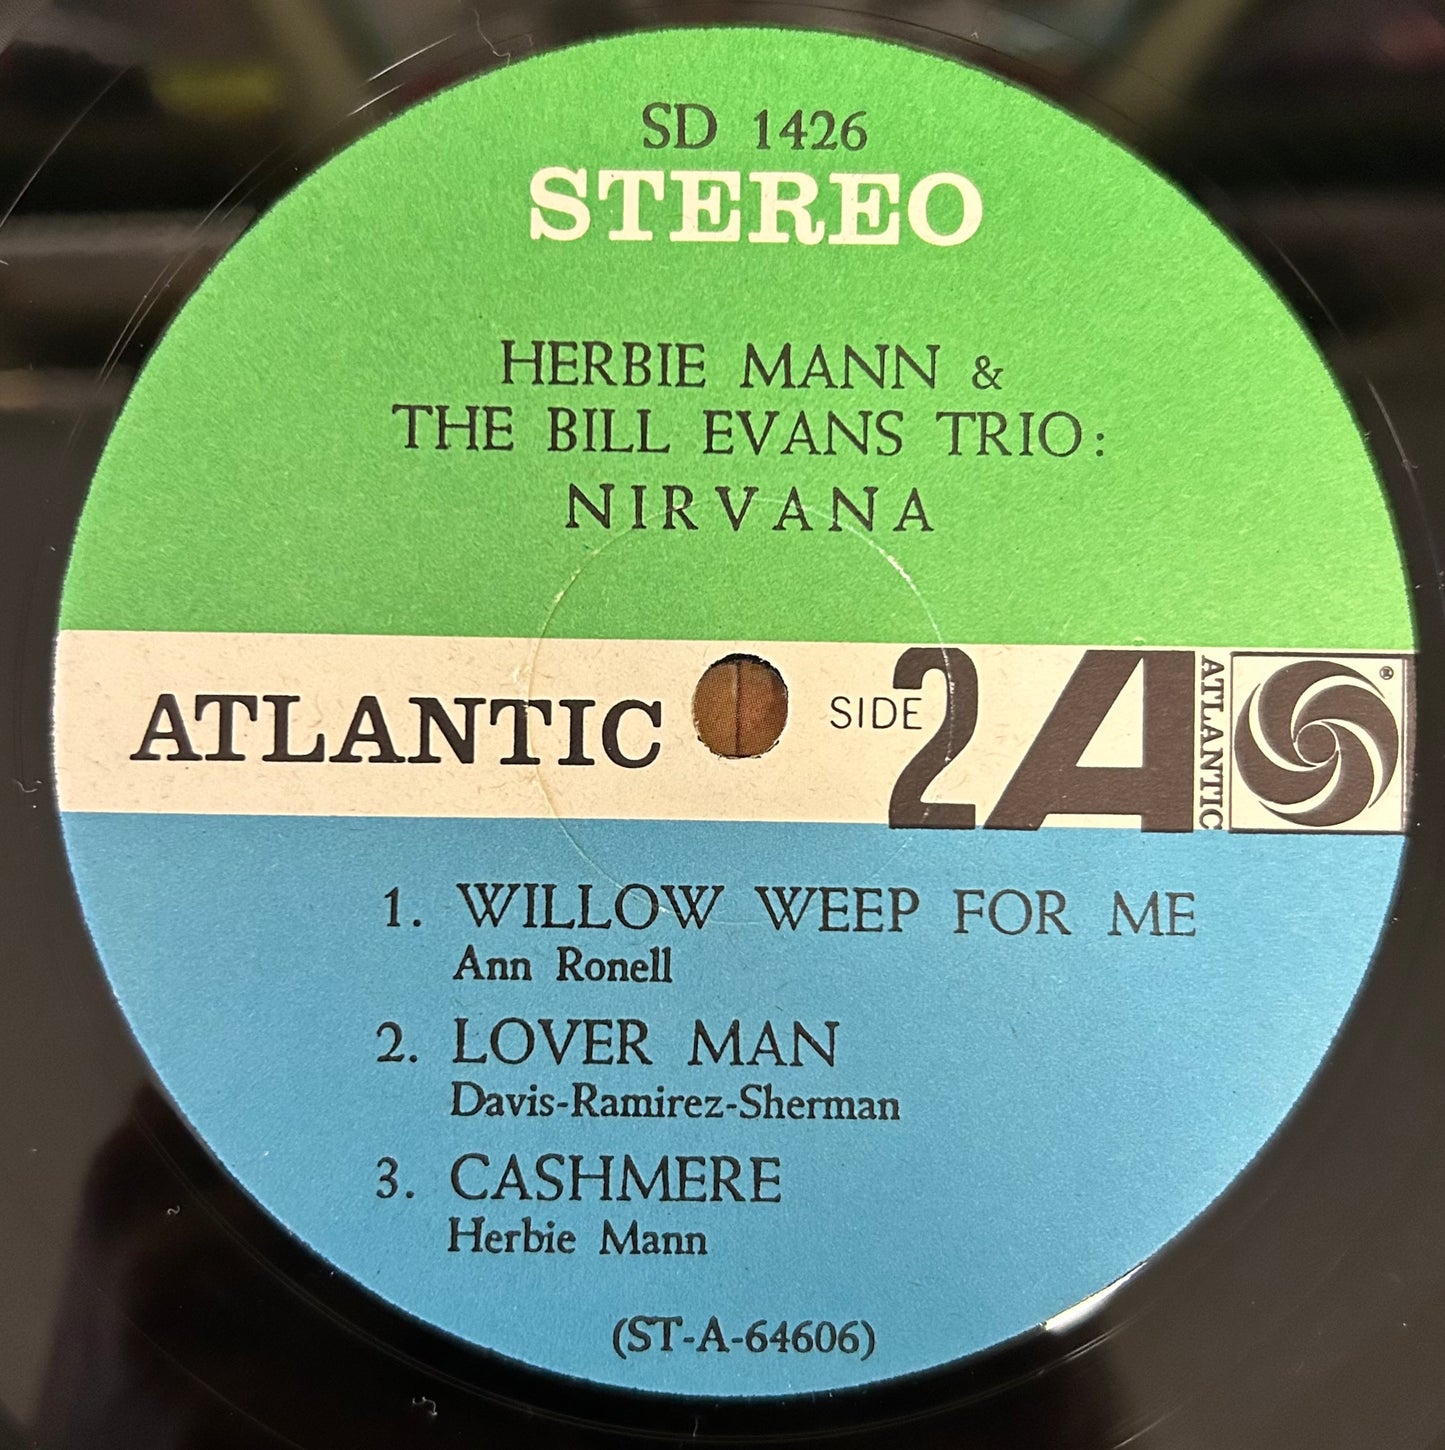 SD 1426
STEREO
HERBIE MANN &
THE BILL EVANS TRIO:
NIRVANA
ATLANTIC
SIDE 2
A
ATLANTIC
®
1. WILLOW WEEP FOR ME
Ann Ronell
2. LOVER MAN
Davis-Ramirez-Sherman
3. CASHMERE
Herbie Mann
(ST-A-64606)